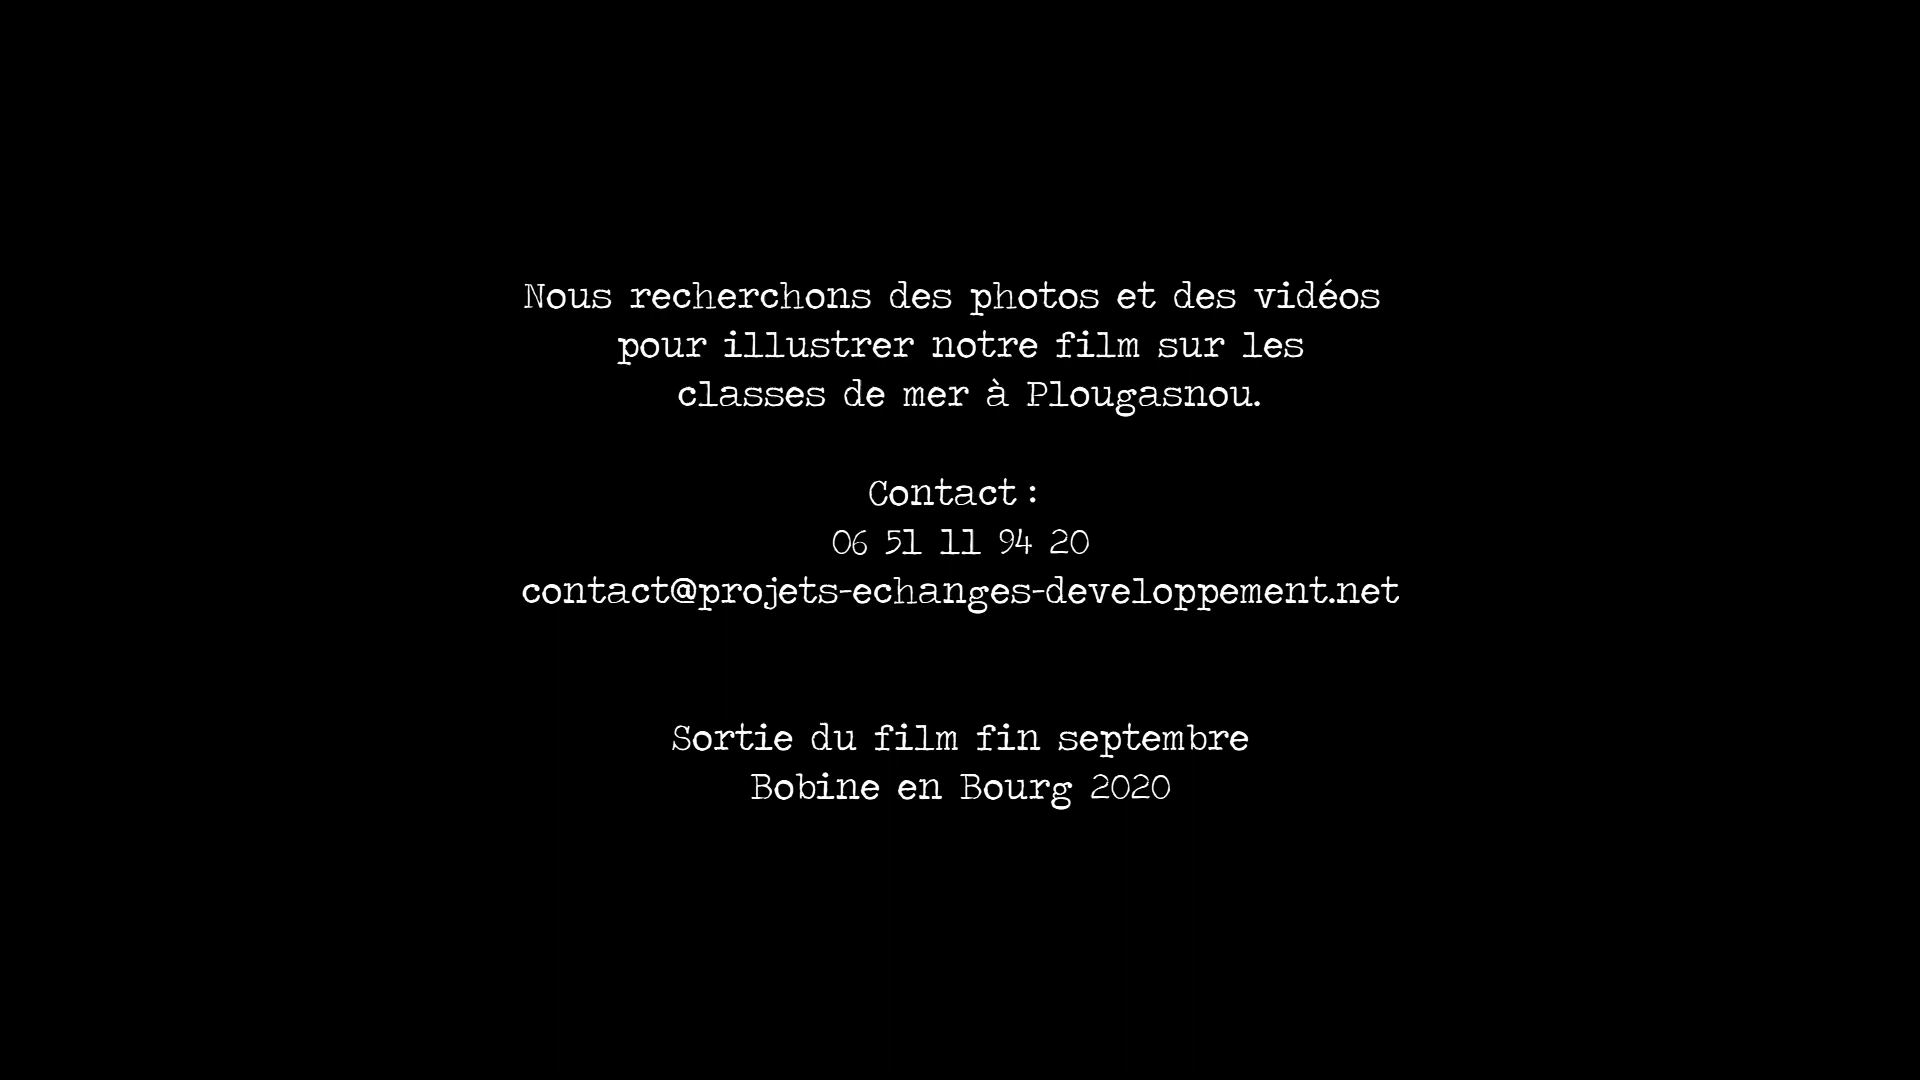 Nous recherchons des photos et des vidéos
pour illustrer notre film sur les
classes de mer à Plougasnou.
Contact :
06 51 11 94 20
contact@projets-echanges-developpement.net
Sortie du film fin septembre
Bobine en Bourg 2020